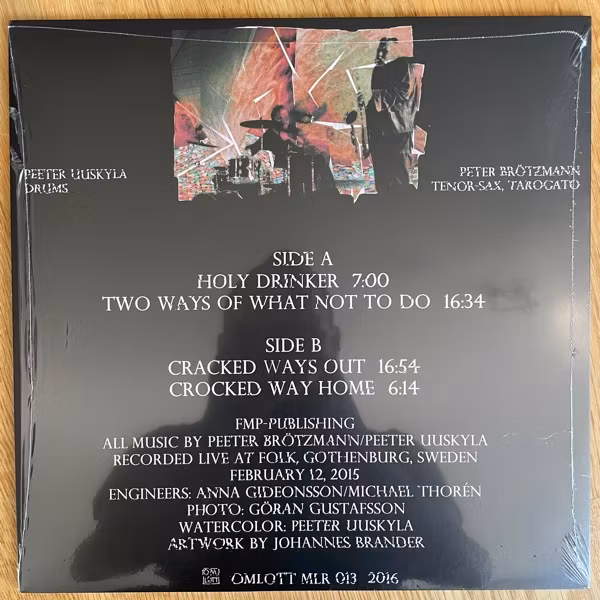 PEETER UUSKYLA
DRUMS
PETER BRÖTZMANN
TENOR-SAX, TAROGATO
SIDE A
HOLY DRINKER 7:00
TWO WAYS OF WHAT NOT TO DO 16:34
SIDE B
CRACKED WAYS OUT 16:54
CROCKED WAY HOME 6:14
FMP-PUBLISHING
ALL MUSIC BY PEETER BRÖTZMANN/PEETER UUSKYLA
RECORDED LIVE AT FOLK, GOTHENBURG, SWEDEN
FEBRUARY 12, 2015
ENGINEERS: ANNA GIDEONSSON/MICHAEL THORÉN
PHOTO: GÖRAN GUSTAFSSON
WATERCOLOR: PEETER UUSKYLA
ARTWORK BY JOHANNES BRANDER
OMLOTT MLR 013 2016